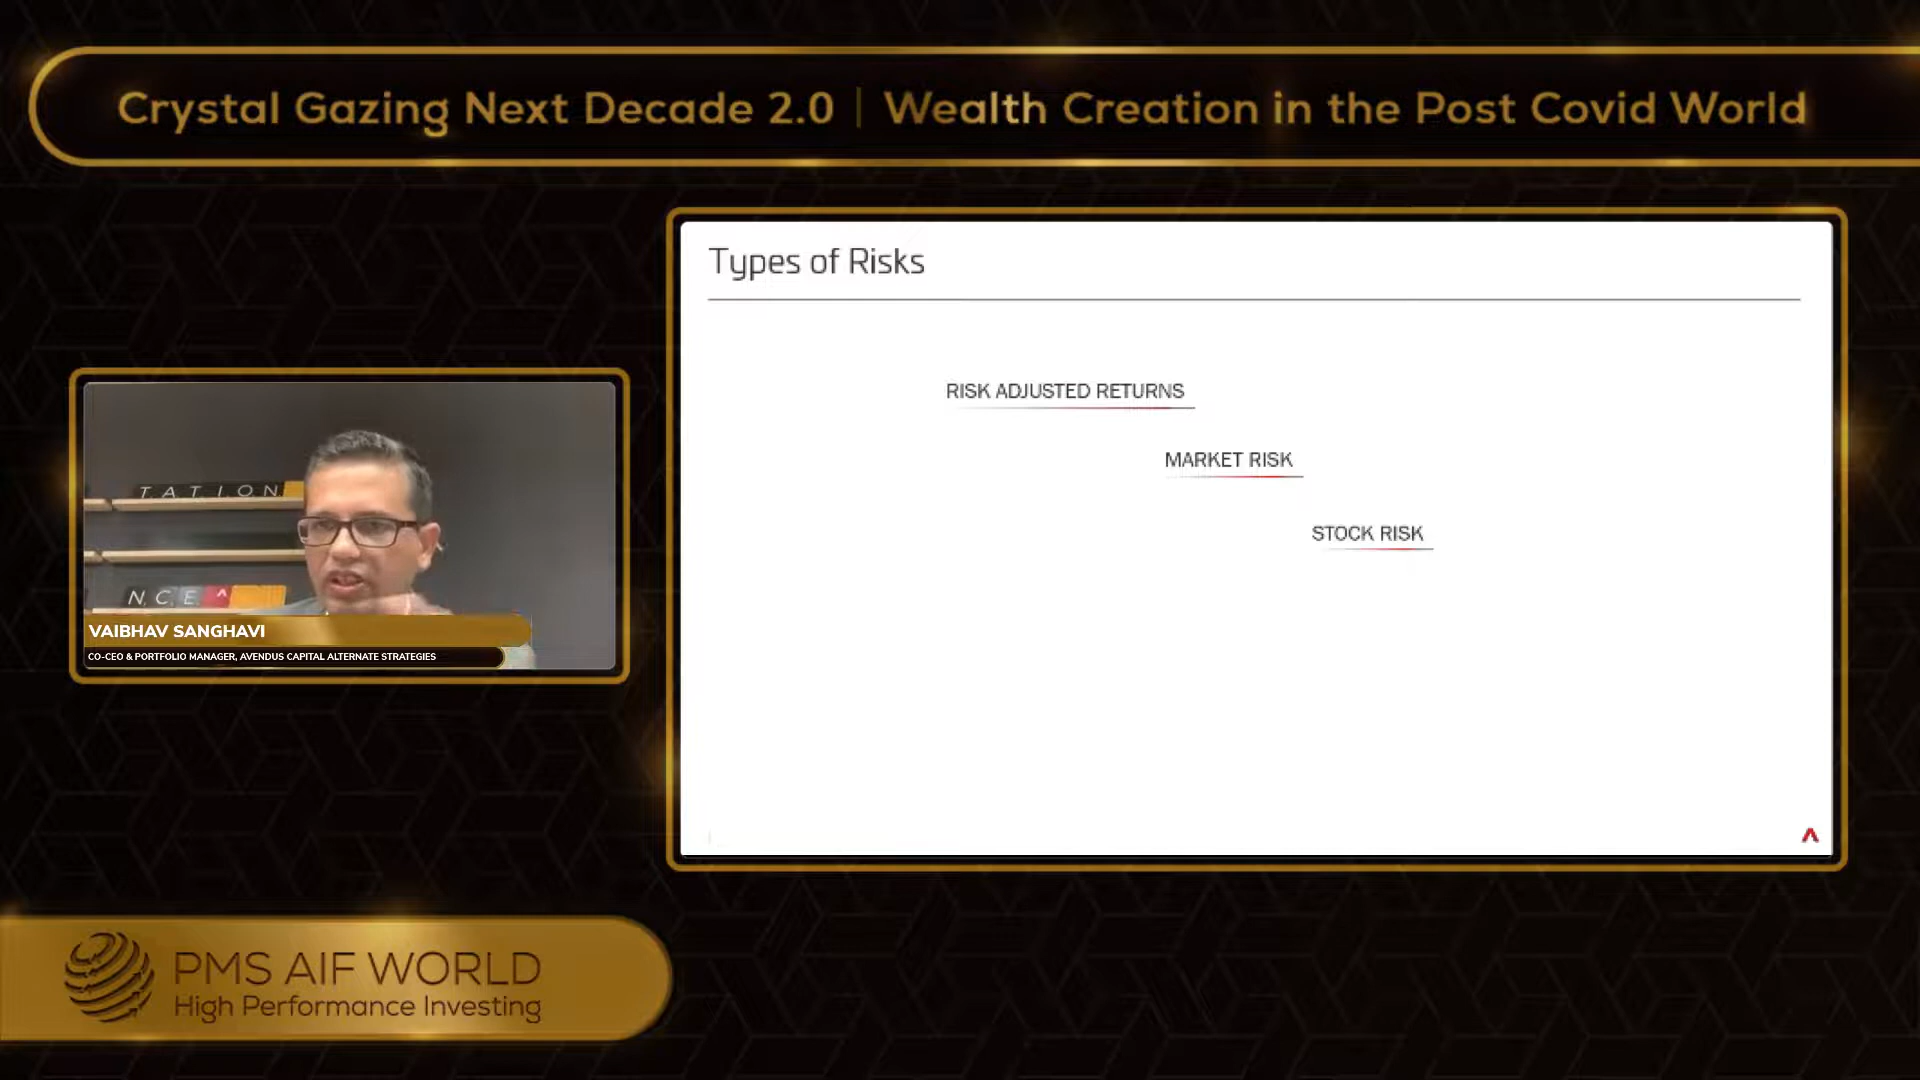 Crystal Gazing Next Decade 2.0 | Wealth Creation in the Post Covid World
Types of Risks
RISK ADJUSTED RETURNS
MARKET RISK
STOCK RISK
T.A.T.I.O.N
N.C.E.^
VAIBHAV SANGHAVI
CO-CEO & PORTFOLIO MANAGER, AVENDUS CAPITAL ALTERNATE STRATEGIES
PMS AIF WORLD
High Performance Investing